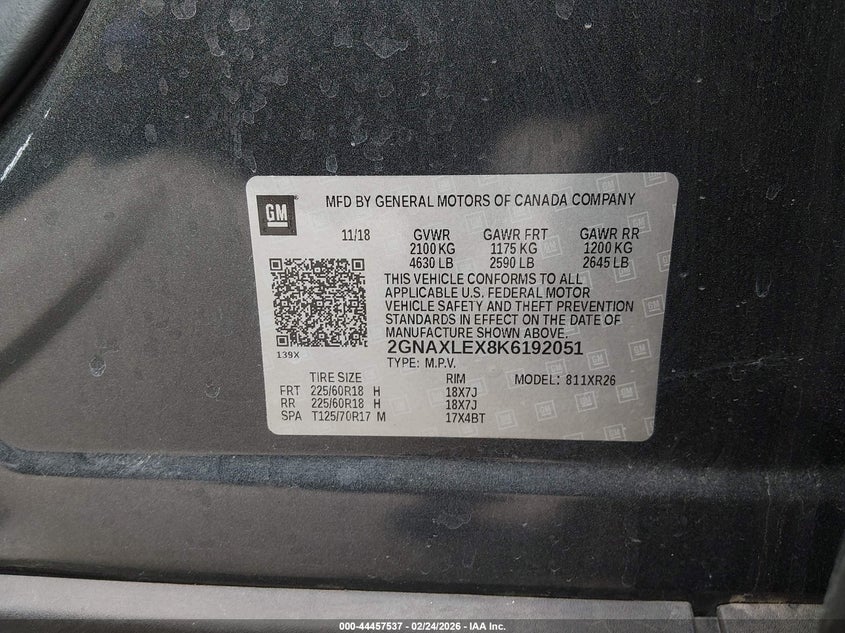 GM
MFD BY GENERAL MOTORS OF CANADA COMPANY
11/18 GVWR GAWR FRT GAWR RR
2100 KG 1175 KG 1200 KG
4630 LB 2590 LB 2645 LB
THIS VEHICLE CONFORMS TO ALL
APPLICABLE U.S. FEDERAL MOTOR
VEHICLE SAFETY AND THEFT PREVENTION
STANDARDS IN EFFECT ON THE DATE OF
MANUFACTURE SHOWN ABOVE.
139X
2GNAXLEX8K6192051
TYPE: M.P.V.
TIRE SIZE RIM MODEL: 811XR26
FRT 225/60R18 H 18X7J
RR 225/60R18 H 18X7J
SPA T125/70R17 M 17X4BT
000-44457537 - 02/24/2026 - IAA Inc.